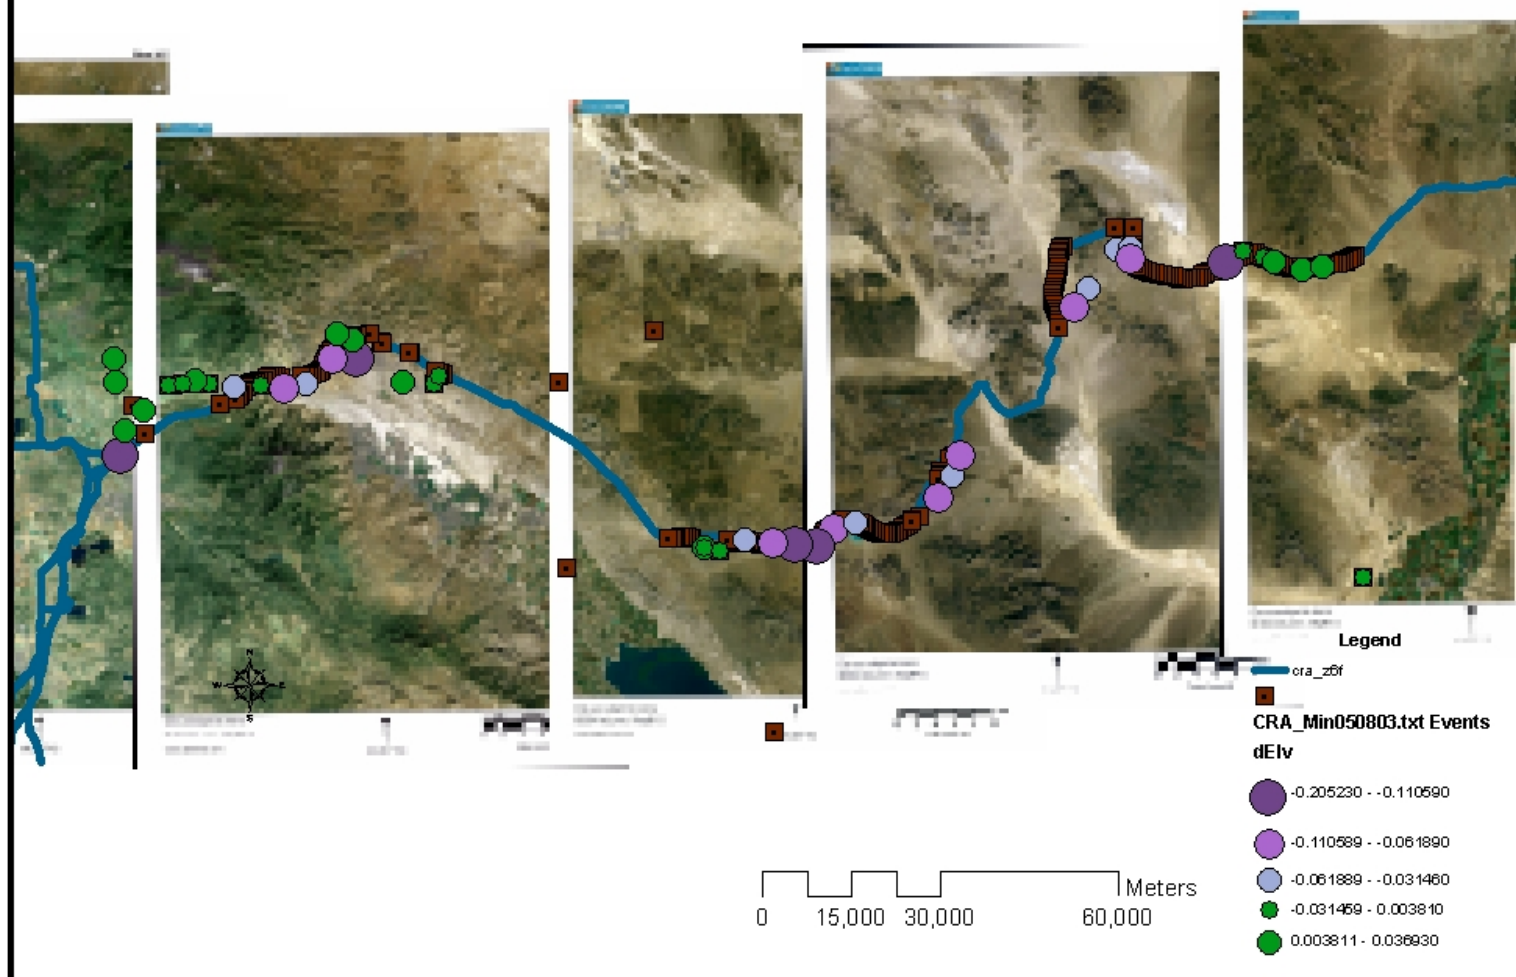 N
W E
S
Legend
cra_z6f
CRA_Min050803.txt Events
dElv
-0.205230 - -0.110590
-0.110589 - -0.061890
-0.061889 - -0.031460
-0.031459 - 0.003810
0.003811 - 0.036930
Meters
0 15,000 30,000 60,000